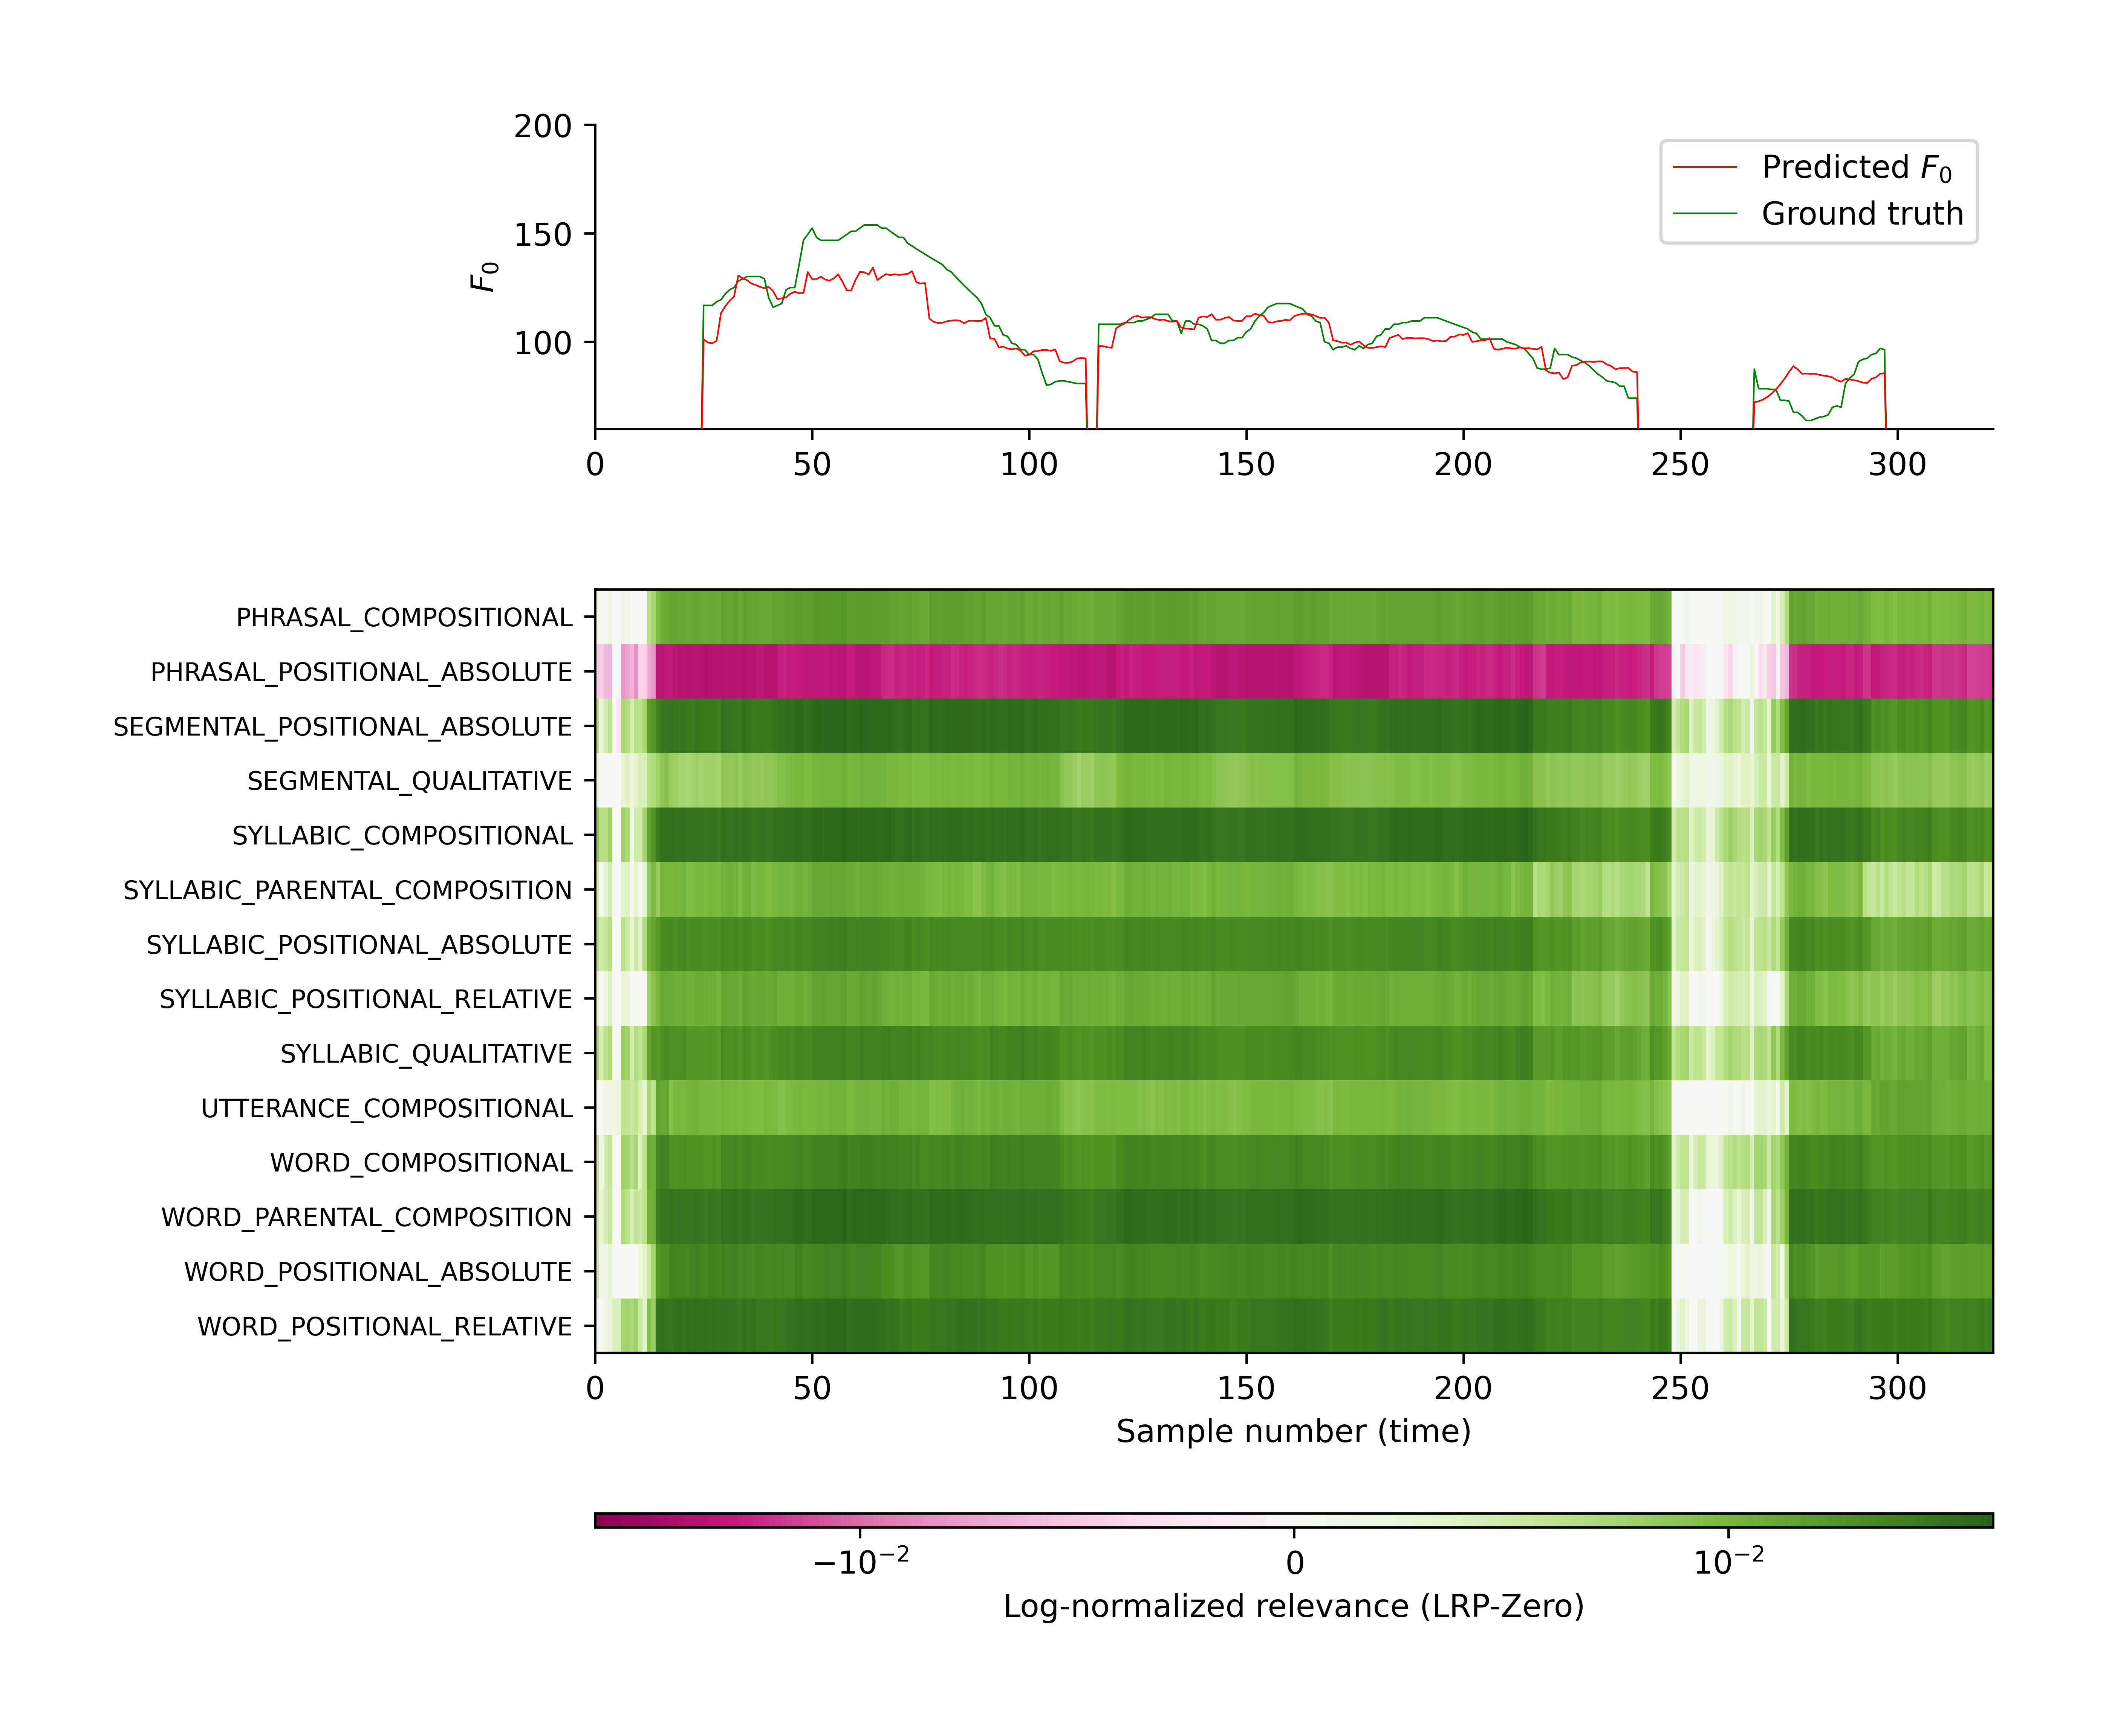 200
150
100
F₀
Predicted F₀
Ground truth
0 50 100 150 200 250 300
PHRASAL_COMPOSITIONAL
PHRASAL_POSITIONAL_ABSOLUTE
SEGMENTAL_POSITIONAL_ABSOLUTE
SEGMENTAL_QUALITATIVE
SYLLABIC_COMPOSITIONAL
SYLLABIC_PARENTAL_COMPOSITION
SYLLABIC_POSITIONAL_ABSOLUTE
SYLLABIC_POSITIONAL_RELATIVE
SYLLABIC_QUALITATIVE
UTTERANCE_COMPOSITIONAL
WORD_COMPOSITIONAL
WORD_PARENTAL_COMPOSITION
WORD_POSITIONAL_ABSOLUTE
WORD_POSITIONAL_RELATIVE
0 50 100 150 200 250 300
Sample number (time)
−10⁻² 0 10⁻²
Log-normalized relevance (LRP-Zero)